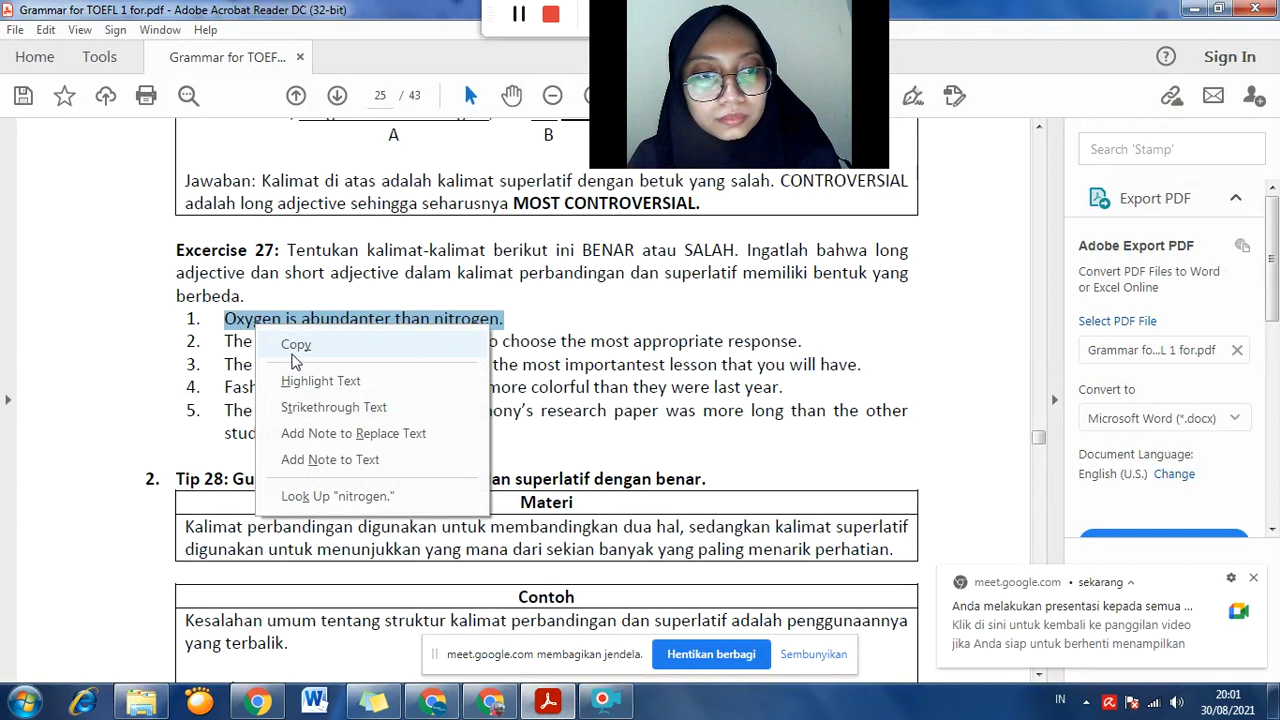 Grammar for TOEFL 1 for.pdf - Adobe Acrobat Reader DC (32-bit)
File Edit View Sign Window Help
Home Tools Grammar for TOEF... Sign In
25 / 43
A B
Search 'Stamp'
Jawaban: Kalimat di atas adalah kalimat superlatif dengan betuk yang salah. CONTROVERSIAL
adalah long adjective sehingga seharusnya MOST CONTROVERSIAL.
Export PDF
Adobe Export PDF
Convert PDF Files to Word
or Excel Online
Select PDF File
Grammar fo...L 1 for.pdf
Convert to
Microsoft Word (*.docx)
Document Language:
English (U.S.) Change
Excercise 27: Tentukan kalimat-kalimat berikut ini BENAR atau SALAH. Ingatlah bahwa long
adjective dan short adjective dalam kalimat perbandingan dan superlatif memiliki bentuk yang
berbeda.
1. Oxygen is abundanter than nitrogen.
2. The o choose the most appropriate response.
3. The the most importantest lesson that you will have.
4. Fash more colorful than they were last year.
5. The ony's research paper was more long than the other
stud
Copy
Highlight Text
Strikethrough Text
Add Note to Replace Text
Add Note to Text
Look Up "nitrogen."
2. Tip 28: Gu an superlatif dengan benar.
Materi
Kalimat perbandingan digunakan untuk membandingkan dua hal, sedangkan kalimat superlatif
digunakan untuk menunjukkan yang mana dari sekian banyak yang paling menarik perhatian.
Contoh
Kesalahan umum tentang struktur kalimat perbandingan dan superlatif adalah penggunaannya
yang terbalik.
meet.google.com membagikan jendela. Hentikan berbagi Sembunyikan
meet.google.com • sekarang
Anda melakukan presentasi kepada semua ...
Klik di sini untuk kembali ke panggilan video
jika Anda siap untuk berhenti menampilkan
IN 20:01
30/08/2021